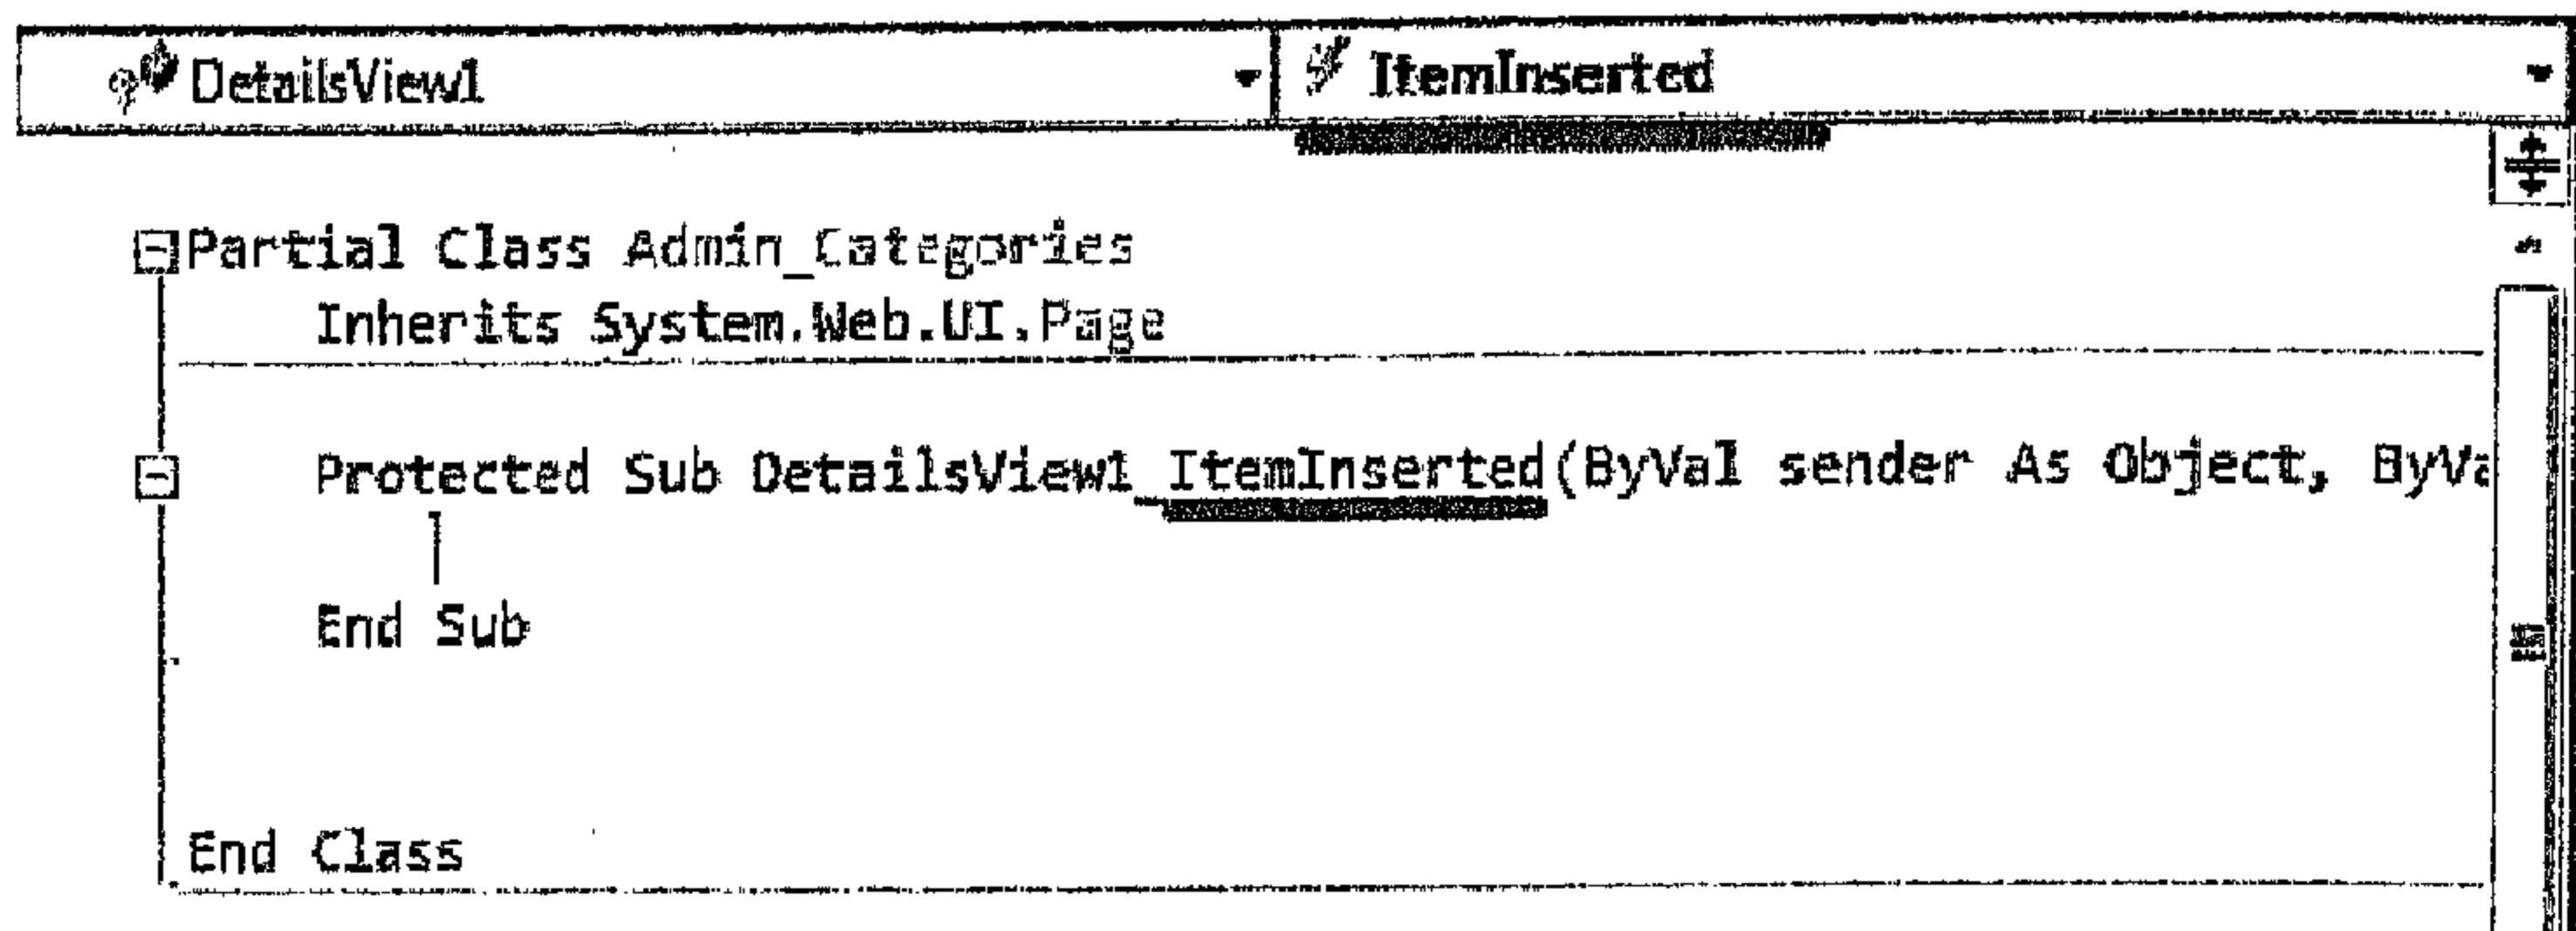 DetailsView1 ItemInserted
Partial Class Admin_Categories
Inherits System.Web.UI.Page
Protected Sub DetailsView1_ItemInserted(ByVal sender As Object, ByVa
End Sub
End Class